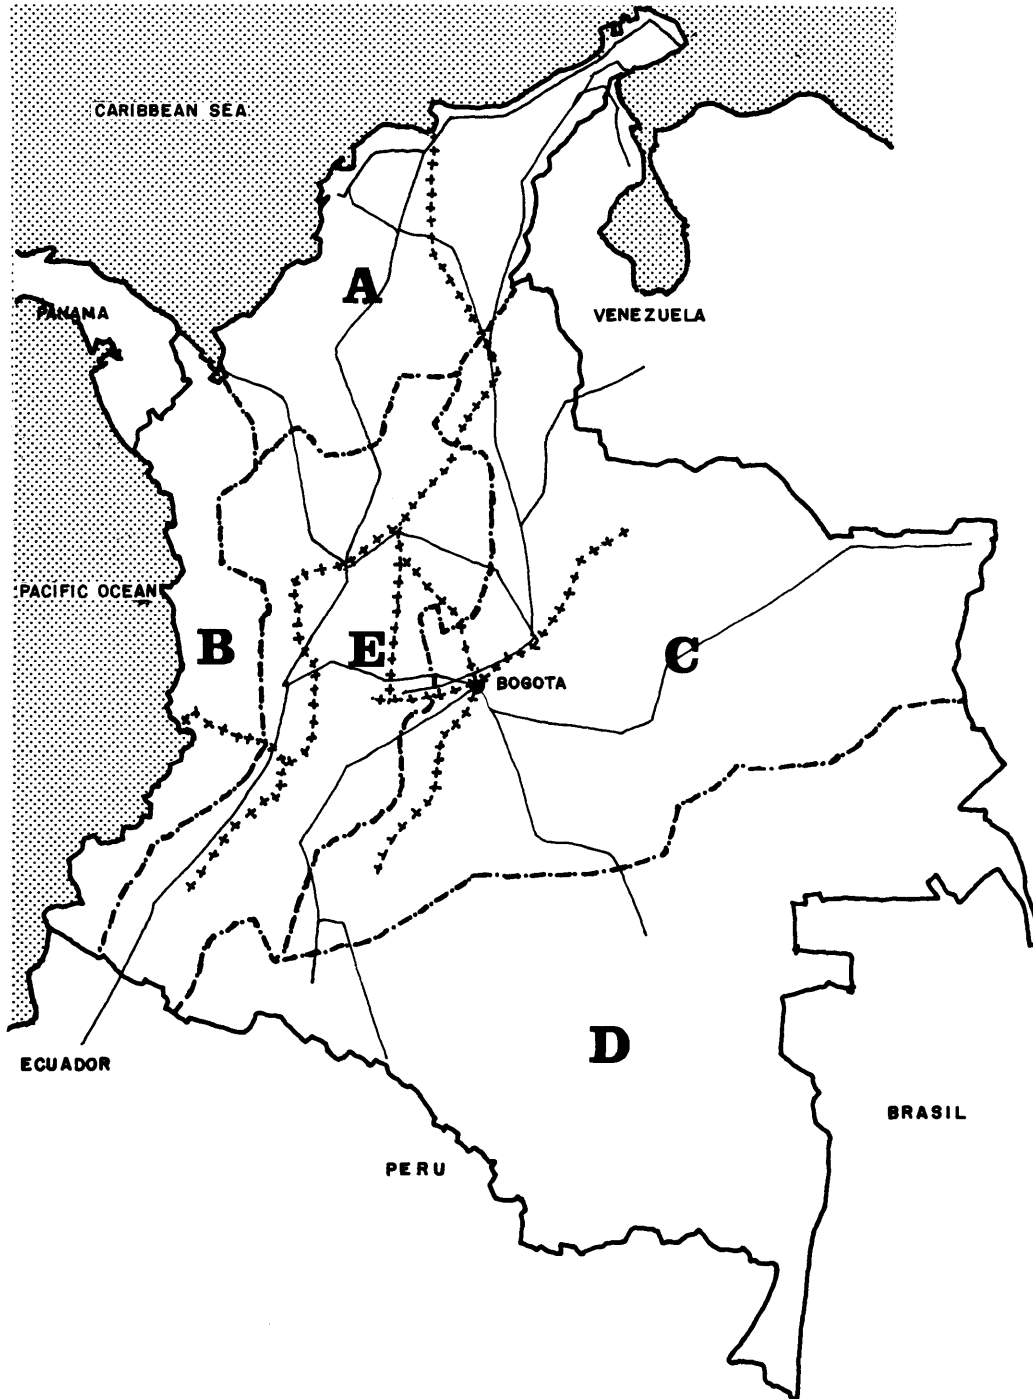 CARIBBEAN SEA
A
PANAMA
VENEZUELA
PACIFIC OCEAN
B
E
C
BOGOTA
D
ECUADOR
BRASIL
PERU